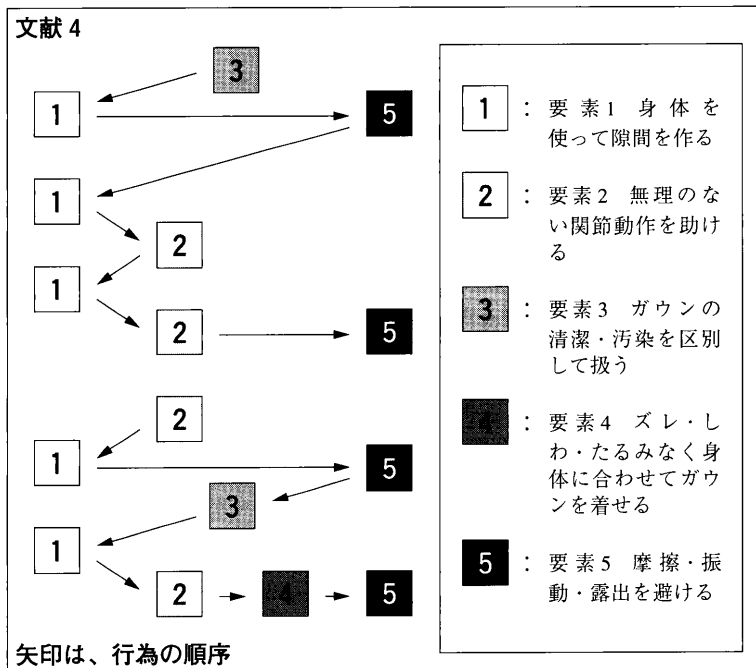 文献 4
3
1
5
1
2
1
2
5
2
1
5
3
1
2
4
5
矢印は、行為の順序
1 : 要素1 身体を
使って隙間を作る
2 : 要素2 無理のな
い関節動作を助け
る
3 : 要素3 ガウンの
清潔・汚染を区別
して扱う
4 : 要素4 ズレ・し
わ・たるみなく身
体に合わせてガウ
ンを着せる
5 : 要素5 摩擦・振
動・露出を避ける